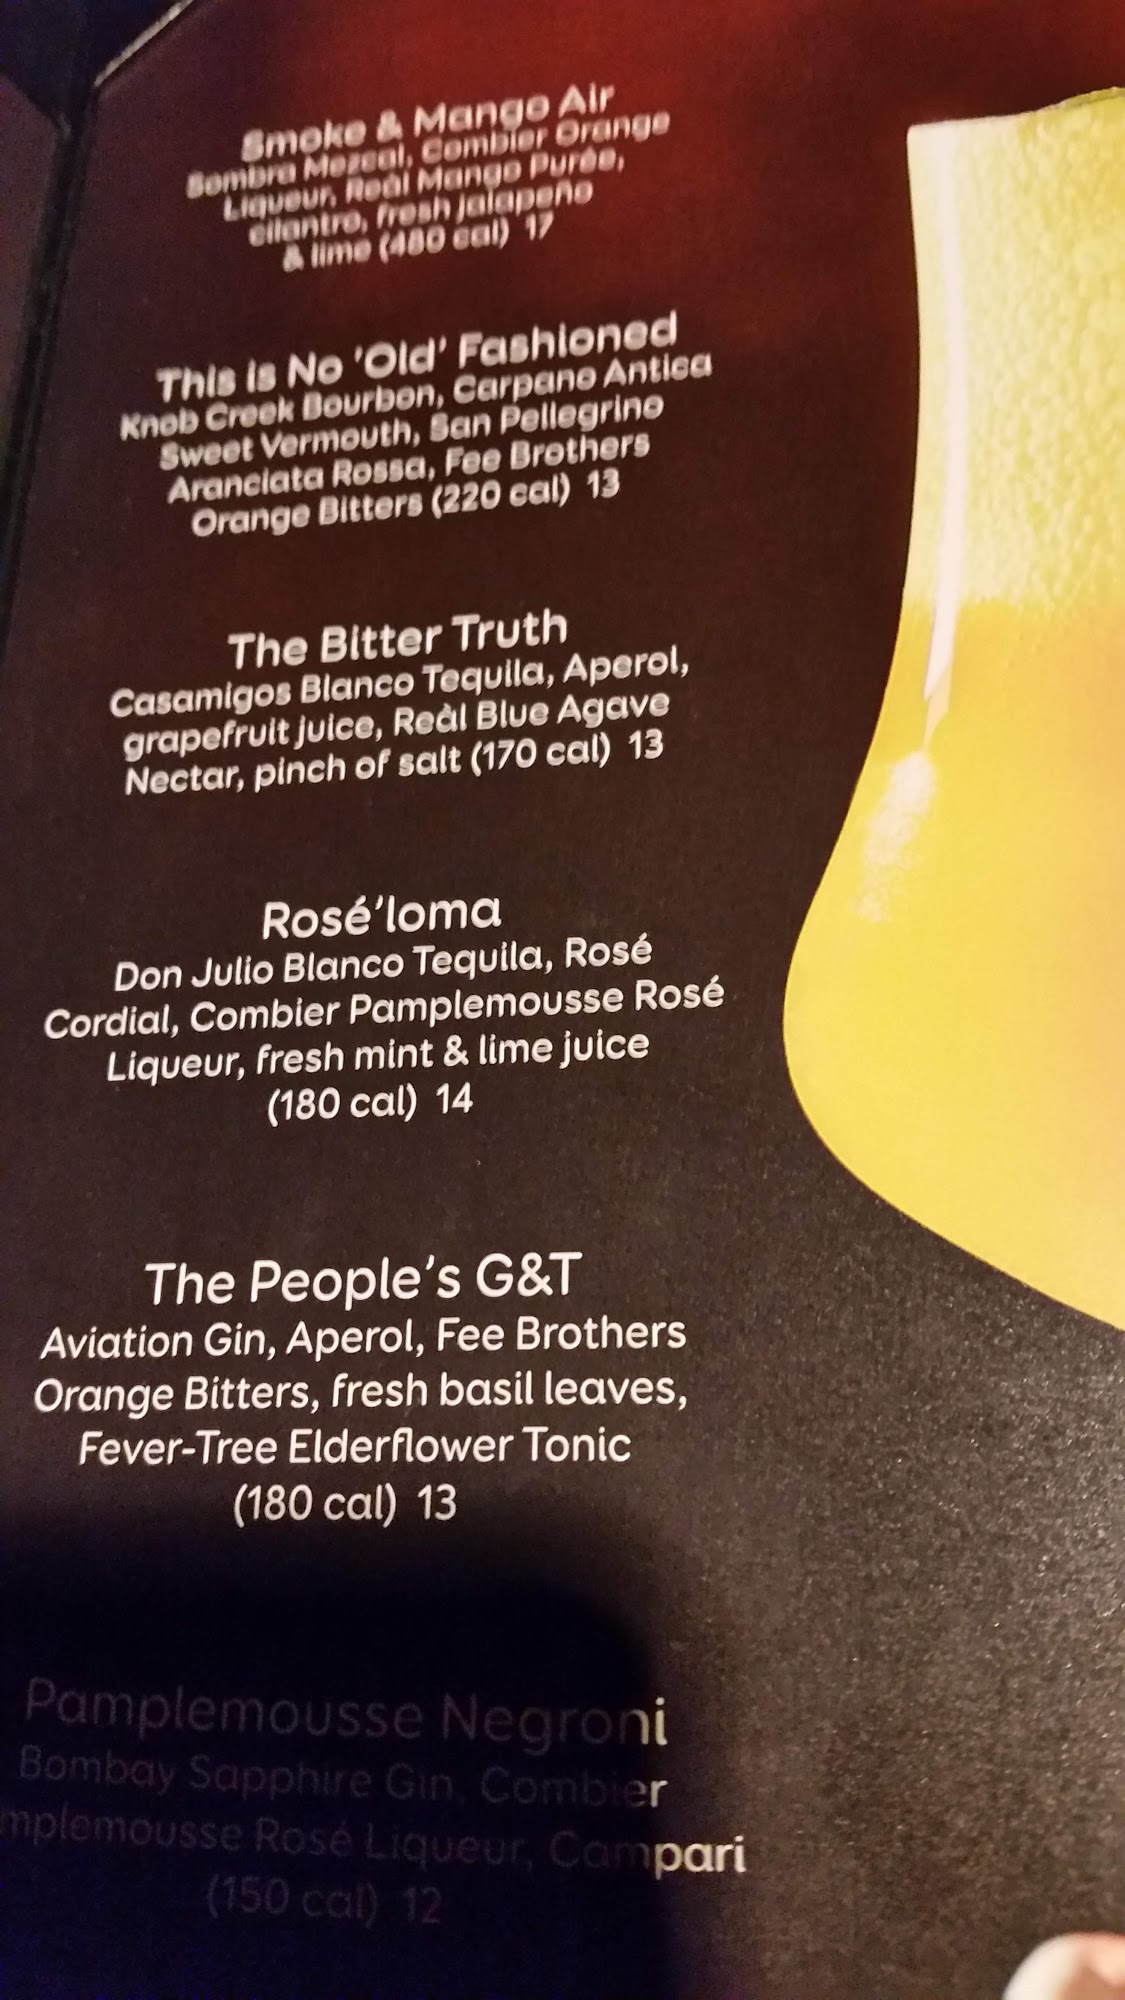 Smoke & Mango Air
Sombra Mezcal, Combier Orange
Liqueur, Reàl Mango Purée,
cilantro, fresh jalapeño
& lime (480 cal) 17
This is No 'Old' Fashioned
Knob Creek Bourbon, Carpano Antica
Sweet Vermouth, San Pellegrino
Aranciata Rossa, Fee Brothers
Orange Bitters (220 cal) 13
The Bitter Truth
Casamigos Blanco Tequila, Aperol,
grapefruit juice, Reàl Blue Agave
Nectar, pinch of salt (170 cal) 13
Rosé'loma
Don Julio Blanco Tequila, Rosé
Cordial, Combier Pamplemousse Rosé
Liqueur, fresh mint & lime juice
(180 cal) 14
The People's G&T
Aviation Gin, Aperol, Fee Brothers
Orange Bitters, fresh basil leaves,
Fever-Tree Elderflower Tonic
(180 cal) 13
Pamplemousse Negroni
Bombay Sapphire Gin, Combier
mplemousse Rosé Liqueur, Campari
(150 cal) 12